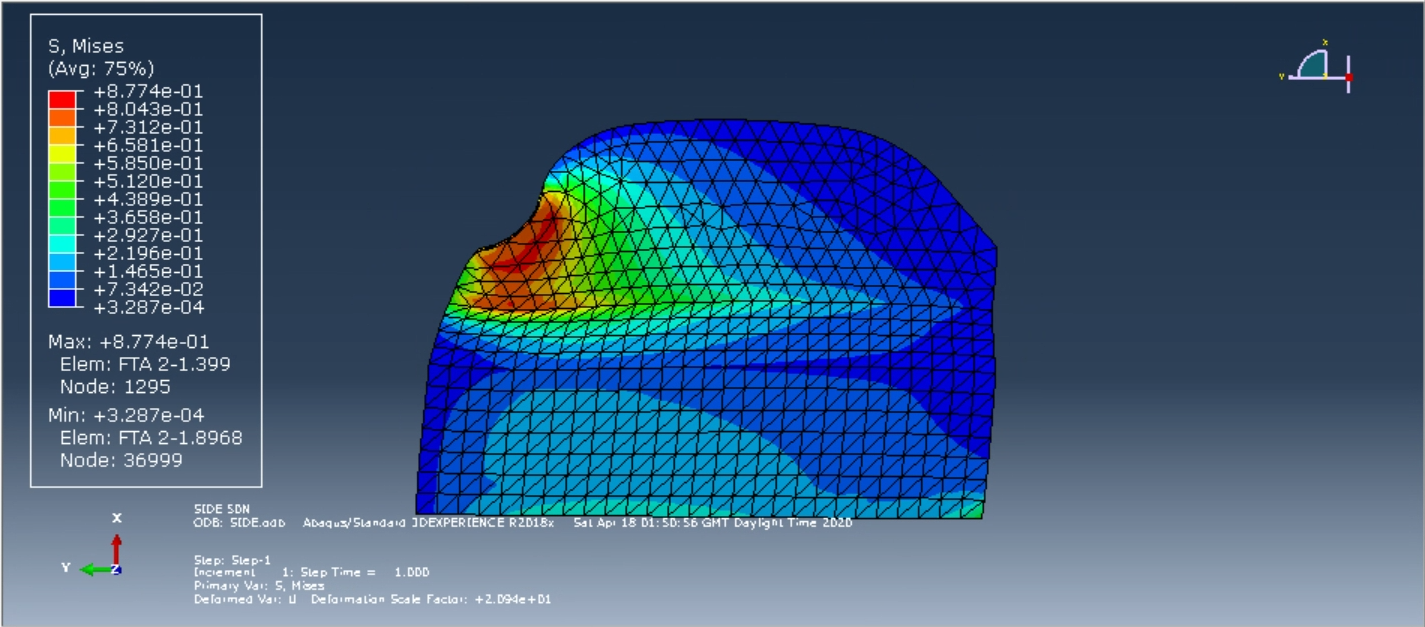 S, Mises
(Avg: 75%)
+8.774e-01
+8.043e-01
+7.312e-01
+6.581e-01
+5.850e-01
+5.120e-01
+4.389e-01
+3.658e-01
+2.927e-01
+2.196e-01
+1.465e-01
+7.342e-02
+3.287e-04
Max: +8.774e-01
Elem: FTA 2-1.399
Node: 1295
Min: +3.287e-04
Elem: FTA 2-1.8968
Node: 36999
X
Y
X
Y
Z
SIDE SDN
ODB: SIDE.odb Abaqus/Standard 3DEXPERIENCE R2018x Sat Apr 18 01:50:56 GMT Daylight Time 2020
Step: Step-1
Increment 1: Step Time = 1.000
Primary Var: S, Mises
Deformed Var: U Deformation Scale Factor: +2.094e+01